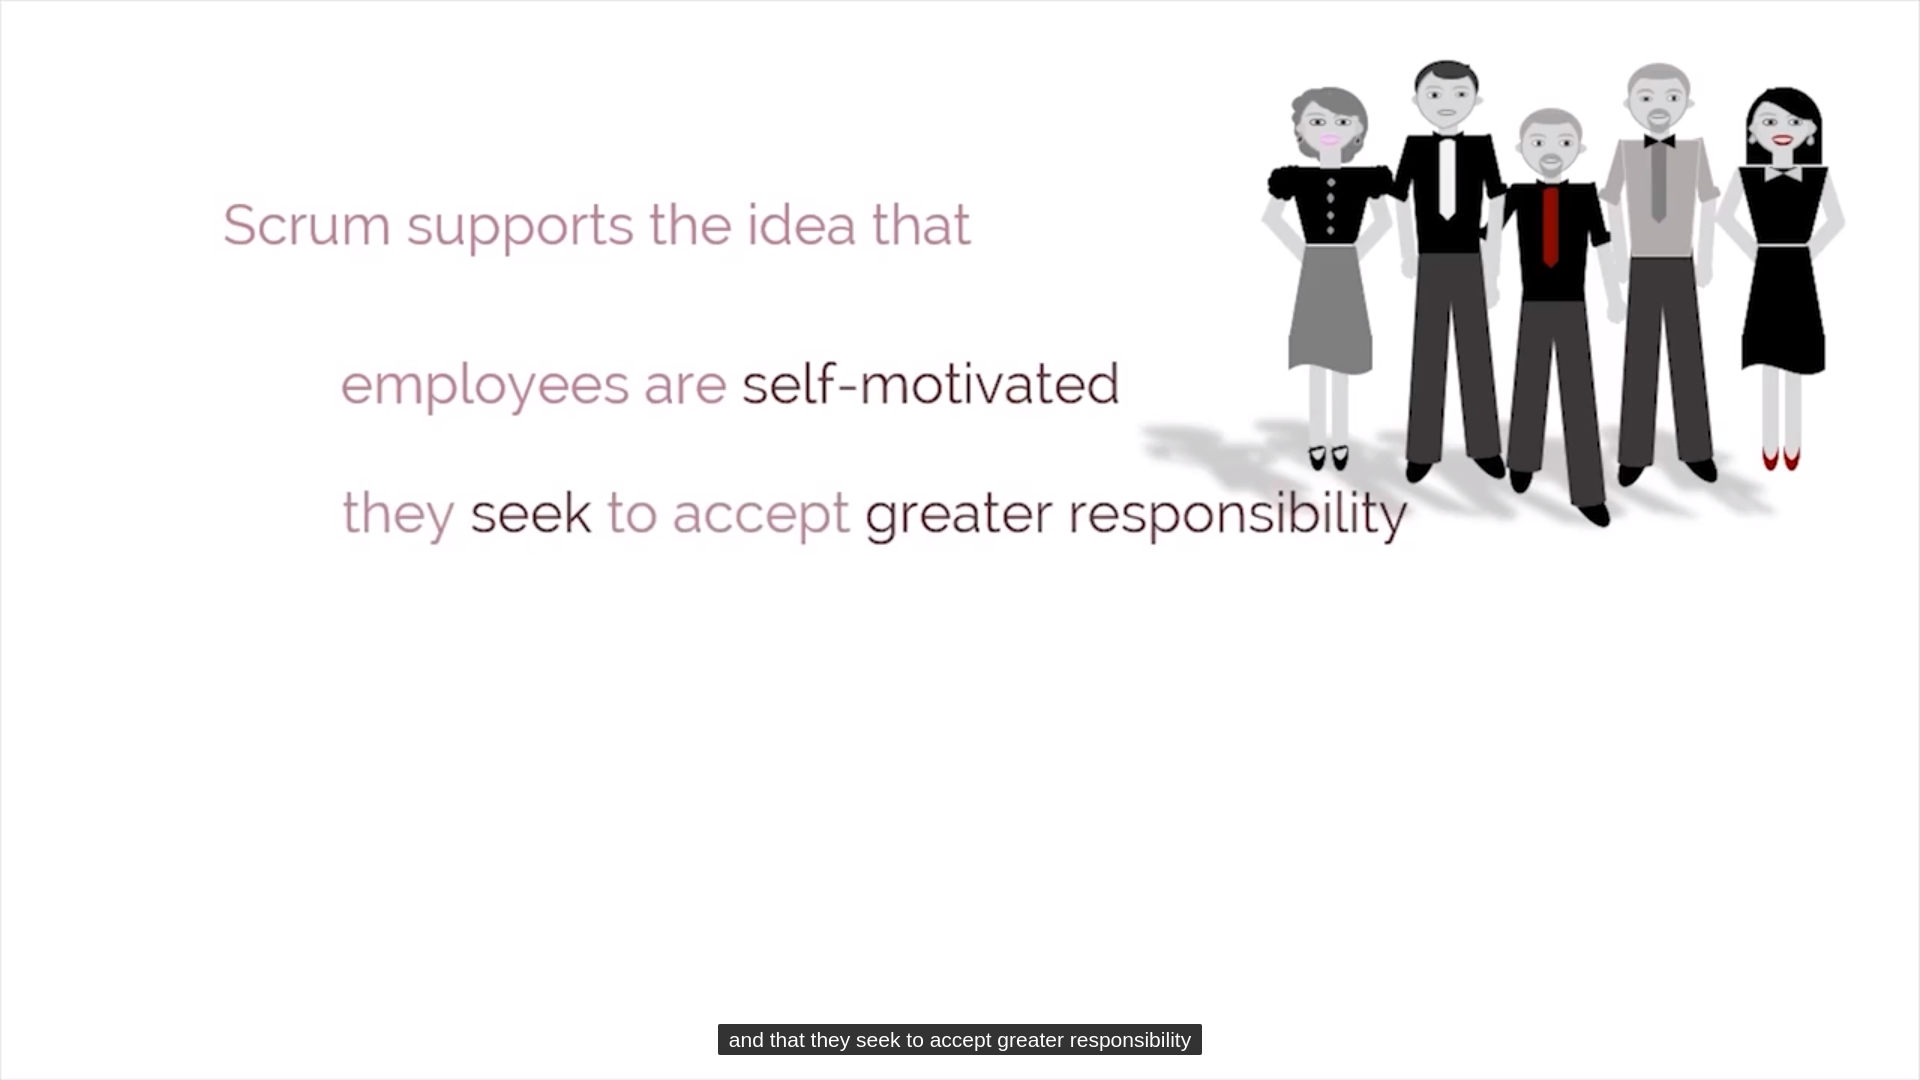 Scrum supports the idea that
employees are self-motivated
they seek to accept greater responsibility
and that they seek to accept greater responsibility